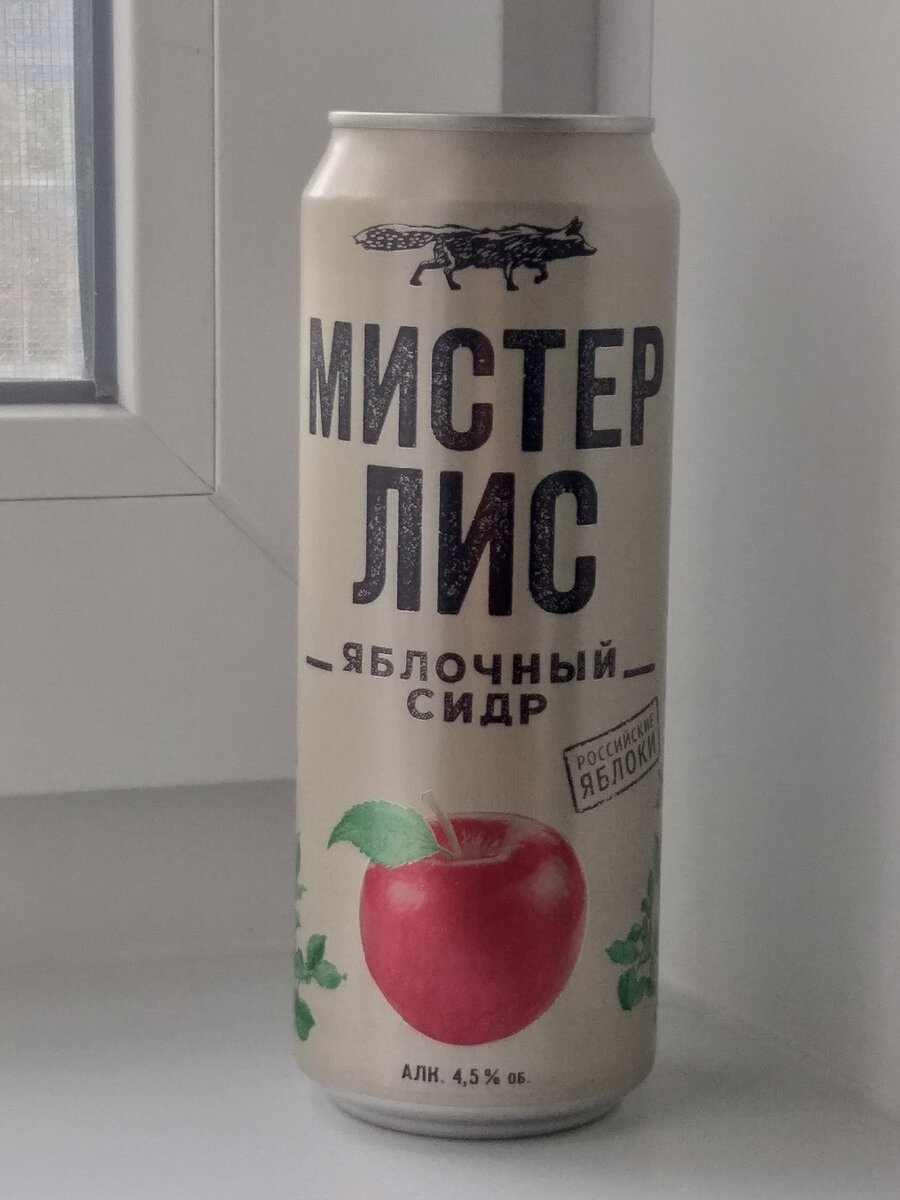 МИСТЕР
ЛИС
ЯБЛОЧНЫЙ
СИДР
РОССИЙСКИЕ
ЯБЛОКИ
АЛК. 4,5% ОБ.